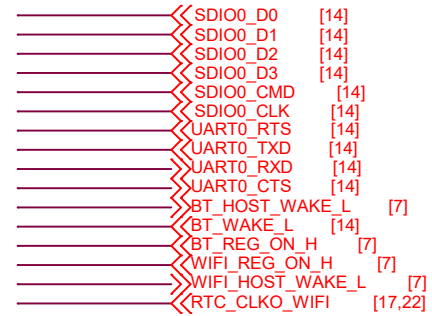 SDIO0_D0 [14]
SDIO0_D1 [14]
SDIO0_D2 [14]
SDIO0_D3 [14]
SDIO0_CMD [14]
SDIO0_CLK [14]
UART0_RTS [14]
UART0_TXD [14]
UART0_RXD [14]
UART0_CTS [14]
BT_HOST_WAKE_L [7]
BT_WAKE_L [14]
BT_REG_ON_H [7]
WIFI_REG_ON_H [7]
WIFI_HOST_WAKE_L [7]
RTC_CLKO_WIFI [17,22]